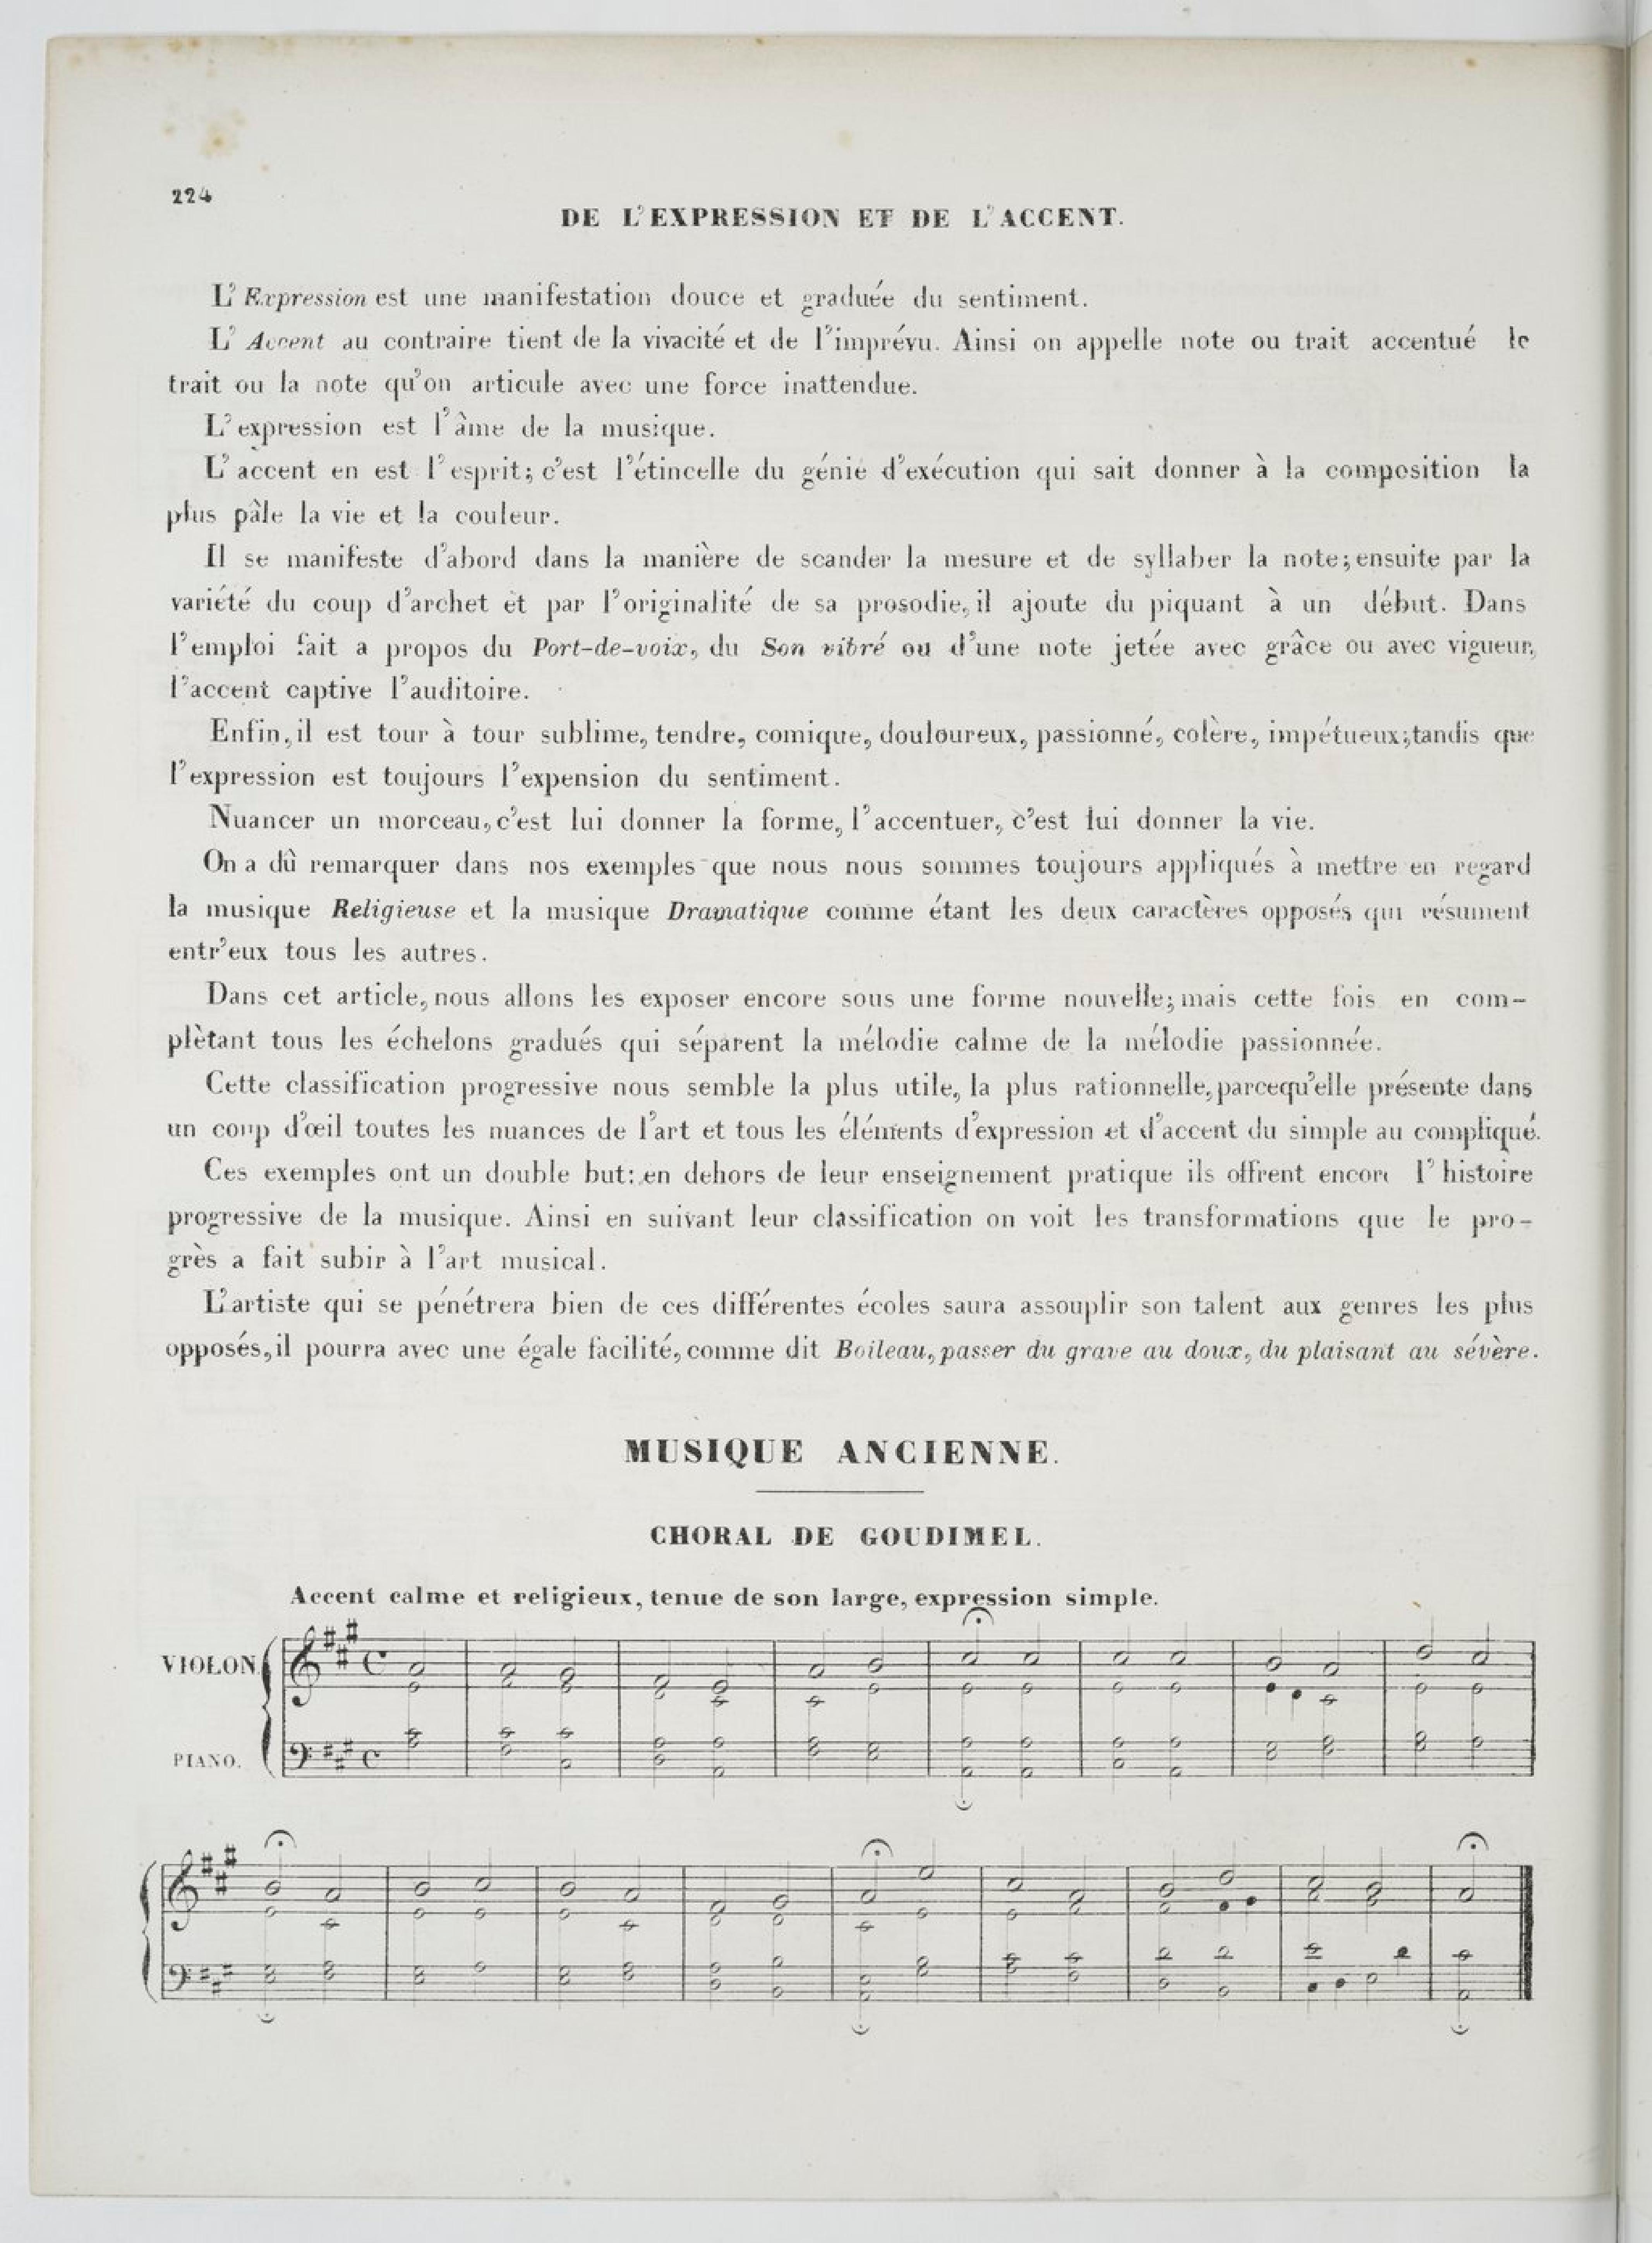 224
DE L'EXPRESSION ET DE L'ACCENT.
L'Expression est une manifestation douce et graduée du sentiment.
L'Accent au contraire tient de la vivacité et de l'imprévu. Ainsi on appelle note ou trait accentué le
trait ou la note qu'on articule avec une force inattendue.
L'expression est l'âme de la musique.
L'accent en est l'esprit; c'est l'étincelle du génie d'exécution qui sait donner à la composition la
plus pâle la vie et la couleur.
Il se manifeste d'abord dans la manière de scander la mesure et de syllaber la note; ensuite par la
variété du coup d'archet et par l'originalité de sa prosodie, il ajoute du piquant à un début. Dans
l'emploi fait a propos du Port-de-voix, du Son vibré ou d'une note jetée avec grâce ou avec vigueur,
l'accent captive l'auditoire.
Enfin, il est tour à tour sublime, tendre, comique, douloureux, passionné, colère, impétueux; tandis que
l'expression est toujours l'expension du sentiment.
Nuancer un morceau, c'est lui donner la forme, l'accentuer, c'est lui donner la vie.
On a dû remarquer dans nos exemples que nous nous sommes toujours appliqués à mettre en regard
la musique Religieuse et la musique Dramatique comme étant les deux caractères opposés qui résument
entr'eux tous les autres.
Dans cet article, nous allons les exposer encore sous une forme nouvelle; mais cette fois en com-
plètant tous les échelons gradués qui séparent la mélodie calme de la mélodie passionnée.
Cette classification progressive nous semble la plus utile, la plus rationnelle, parcequ'elle présente dans
un coup d'œil toutes les nuances de l'art et tous les éléments d'expression et d'accent du simple au compliqué.
Ces exemples ont un double but: en dehors de leur enseignement pratique ils offrent encore l'histoire
progressive de la musique. Ainsi en suivant leur classification on voit les transformations que le pro-
grès a fait subir à l'art musical.
L'artiste qui se pénétrera bien de ces différentes écoles saura assouplir son talent aux genres les plus
opposés, il pourra avec une égale facilité, comme dit Boileau, passer du grave au doux, du plaisant au sévère.
MUSIQUE ANCIENNE.
CHORAL DE GOUDIMEL.
Accent calme et religieux, tenue de son large, expression simple.
VIOLON.
PIANO.